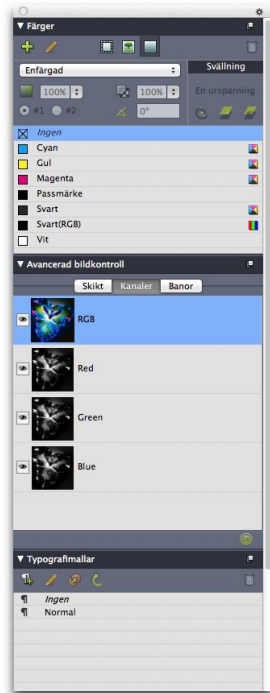 Färger
Enfärgad
Svällning
100%
100%
En ursparning
#1
#2
0°
Ingen
Cyan
Gul
Magenta
Passmärke
Svart
Svart(RGB)
Vit
Avancerad bildkontroll
Skikt Kanaler Banor
RGB
Red
Green
Blue
Typografimallar
Ingen
Normal